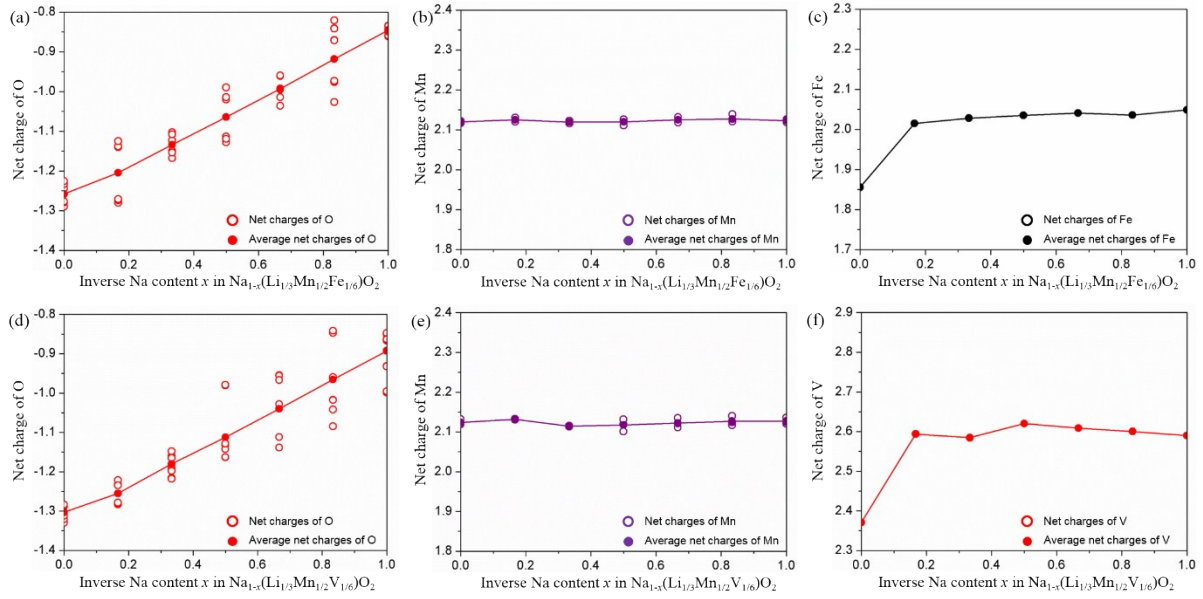 (a)
Net charge of O
-0.8
-0.9
-1.0
-1.1
-1.2
-1.3
-1.4
0.0 0.2 0.4 0.6 0.8 1.0
Net charges of O
Average net charges of O
Inverse Na content x in Na1-x(Li1/3Mn1/2Fe1/6)O2
(b)
Net charge of Mn
2.4
2.3
2.2
2.1
2.0
1.9
1.8
0.0 0.2 0.4 0.6 0.8 1.0
Net charges of Mn
Average net charges of Mn
Inverse Na content x in Na1-x(Li1/3Mn1/2Fe1/6)O2
(c)
Net charge of Fe
2.3
2.2
2.1
2.0
1.9
1.8
1.7
0.0 0.2 0.4 0.6 0.8 1.0
Net charges of Fe
Average net charges of Fe
Inverse Na content x in Na1-x(Li1/3Mn1/2Fe1/6)O2
(d)
Net charge of O
-0.8
-0.9
-1.0
-1.1
-1.2
-1.3
-1.4
0.0 0.2 0.4 0.6 0.8 1.0
Net charges of O
Average net charges of O
Inverse Na content x in Na1-x(Li1/3Mn1/2V1/6)O2
(e)
Net charge of Mn
2.4
2.3
2.2
2.1
2.0
1.9
1.8
0.0 0.2 0.4 0.6 0.8 1.0
Net charges of Mn
Average net charges of Mn
Inverse Na content x in Na1-x(Li1/3Mn1/2V1/6)O2
(f)
Net charge of V
2.9
2.8
2.7
2.6
2.5
2.4
2.3
0.0 0.2 0.4 0.6 0.8 1.0
Net charges of V
Average net charges of V
Inverse Na content x in Na1-x(Li1/3Mn1/2V1/6)O2